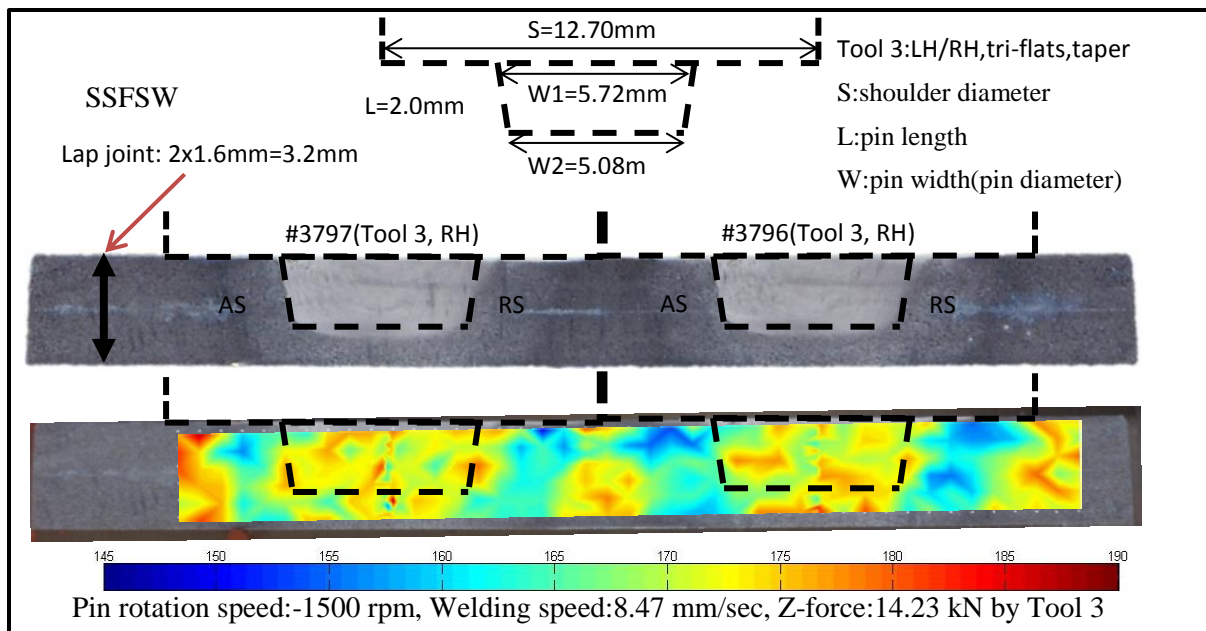 S=12.70mm
Tool 3:LH/RH,tri-flats,taper
SSFSW
L=2.0mm
W1=5.72mm
S:shoulder diameter
Lap joint: 2x1.6mm=3.2mm
L:pin length
W2=5.08m
W:pin width(pin diameter)
#3797(Tool 3, RH)
#3796(Tool 3, RH)
AS
RS
AS
RS
145 150 155 160 165 170 175 180 185 190
Pin rotation speed:-1500 rpm, Welding speed:8.47 mm/sec, Z-force:14.23 kN by Tool 3